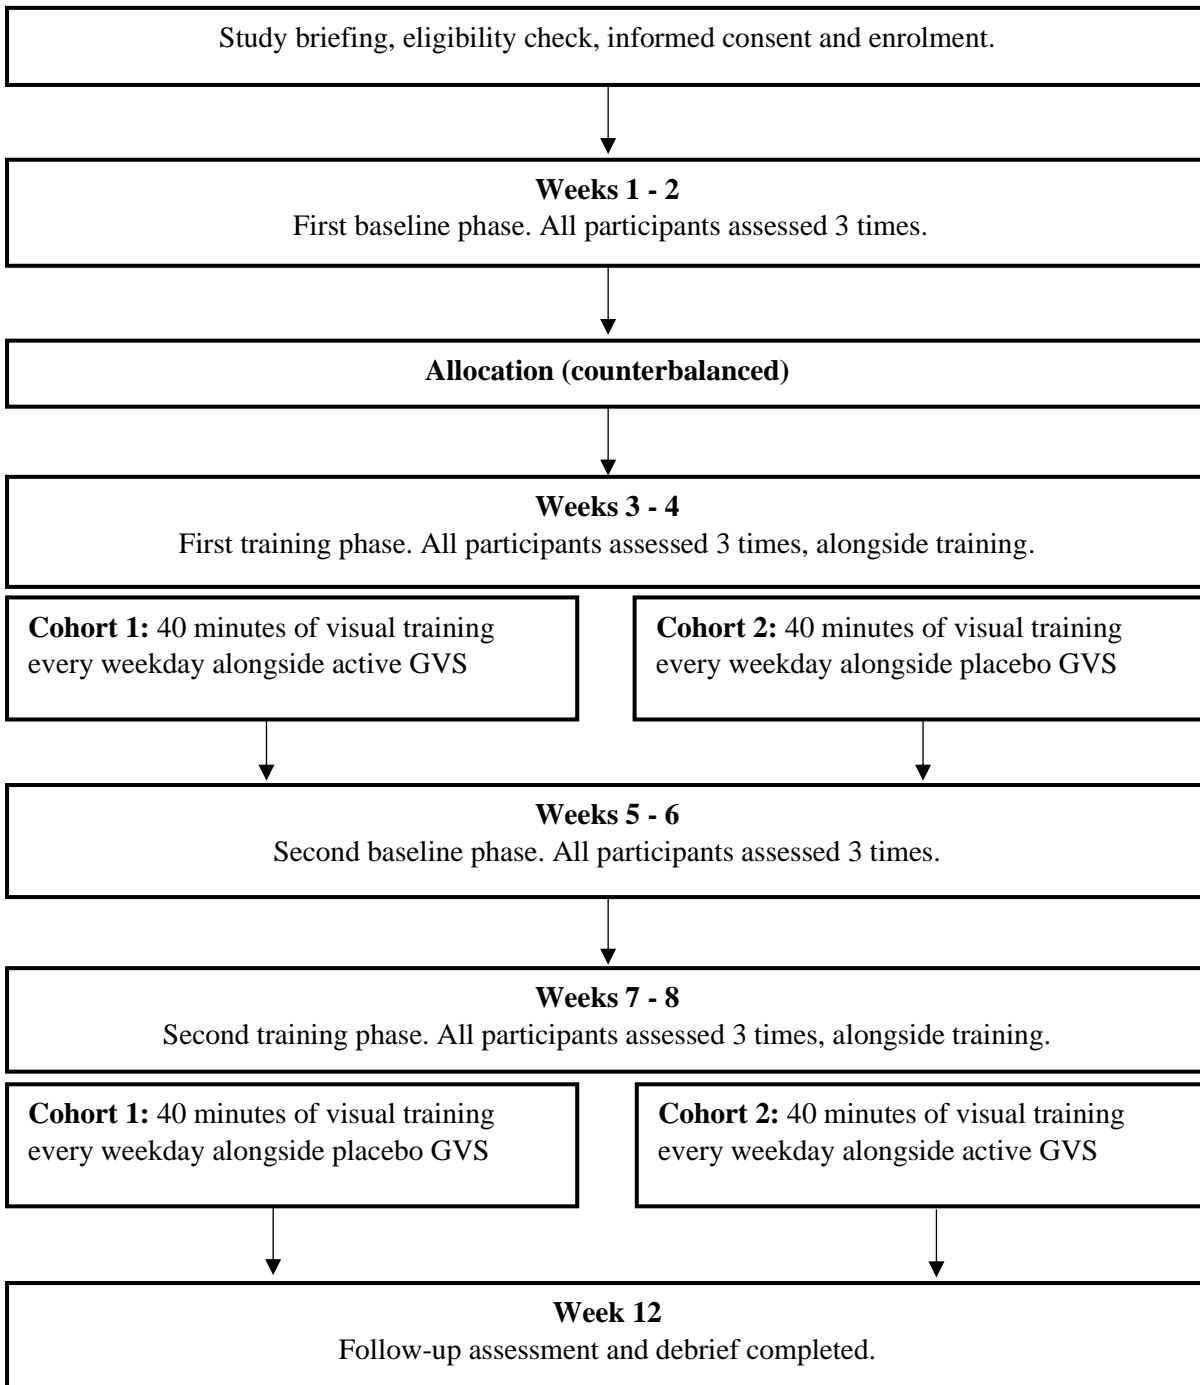 Study briefing, eligibility check, informed consent and enrolment.
Weeks 1 - 2
First baseline phase. All participants assessed 3 times.
Allocation (counterbalanced)
Weeks 3 - 4
First training phase. All participants assessed 3 times, alongside training.
Cohort 1: 40 minutes of visual training
every weekday alongside active GVS
Cohort 2: 40 minutes of visual training
every weekday alongside placebo GVS
Weeks 5 - 6
Second baseline phase. All participants assessed 3 times.
Weeks 7 - 8
Second training phase. All participants assessed 3 times, alongside training.
Cohort 1: 40 minutes of visual training
every weekday alongside placebo GVS
Cohort 2: 40 minutes of visual training
every weekday alongside active GVS
Week 12
Follow-up assessment and debrief completed.